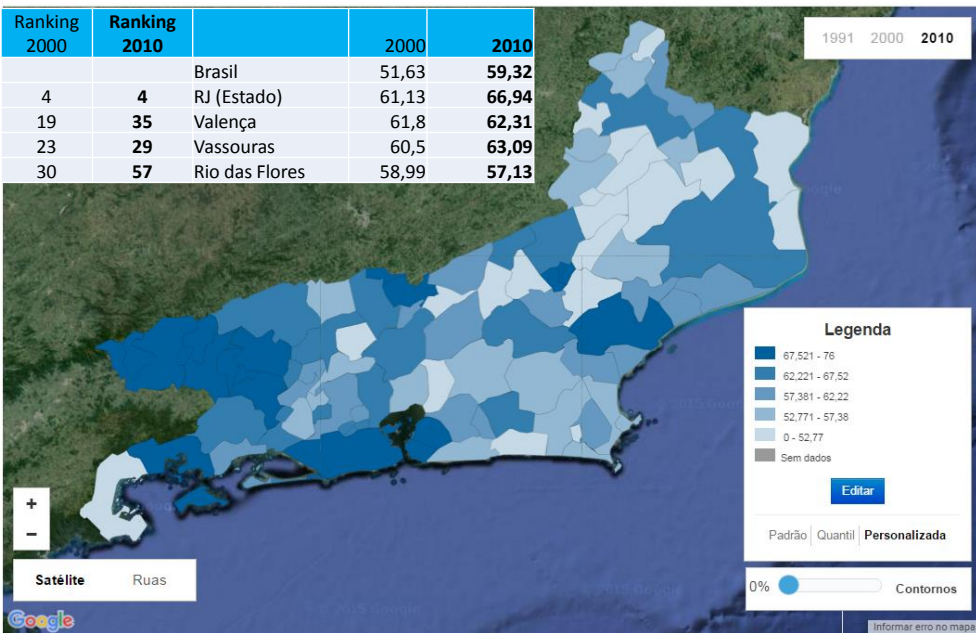 Ranking 2000 Ranking 2010 2000 2010
Brasil 51,63 59,32
4 4 RJ (Estado) 61,13 66,94
19 35 Valença 61,8 62,31
23 29 Vassouras 60,5 63,09
30 57 Rio das Flores 58,99 57,13
1991 2000 2010
Legenda
67,521 - 76
62,221 - 67,52
57,381 - 62,22
52,771 - 57,38
0 - 52,77
Sem dados
Editar
Padrão Quantil Personalizada
0% Contornos
+
−
Satélite Ruas
Google
Informar erro no mapa